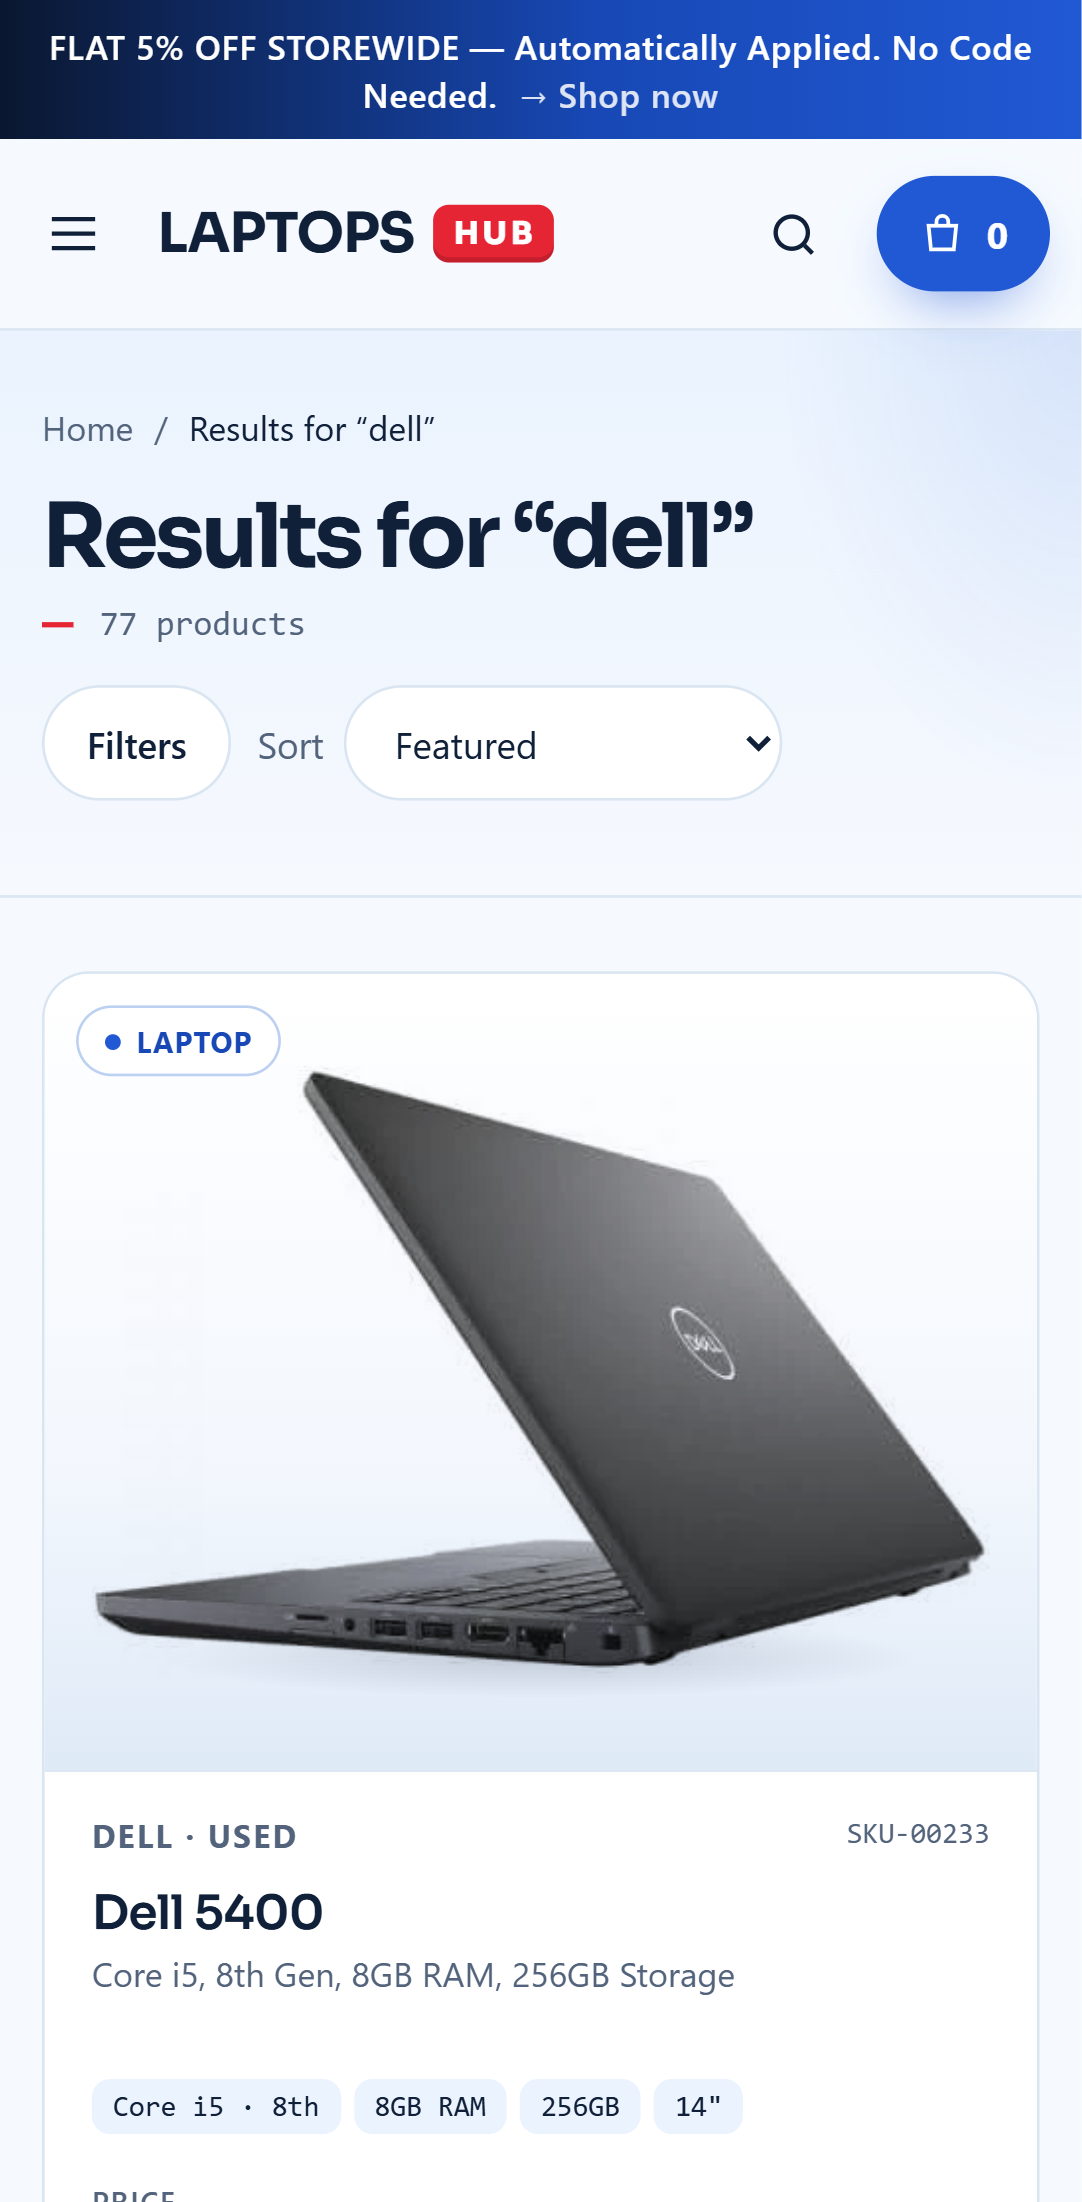 FLAT 5% OFF STOREWIDE — Automatically Applied. No Code
Needed. → Shop now
LAPTOPS HUB
0
Home / Results for “dell”
Results for “dell”
77 products
Filters Sort Featured
LAPTOP
DELL
DELL · USED SKU-00233
Dell 5400
Core i5, 8th Gen, 8GB RAM, 256GB Storage
Core i5 · 8th 8GB RAM 256GB 14"
PRICE